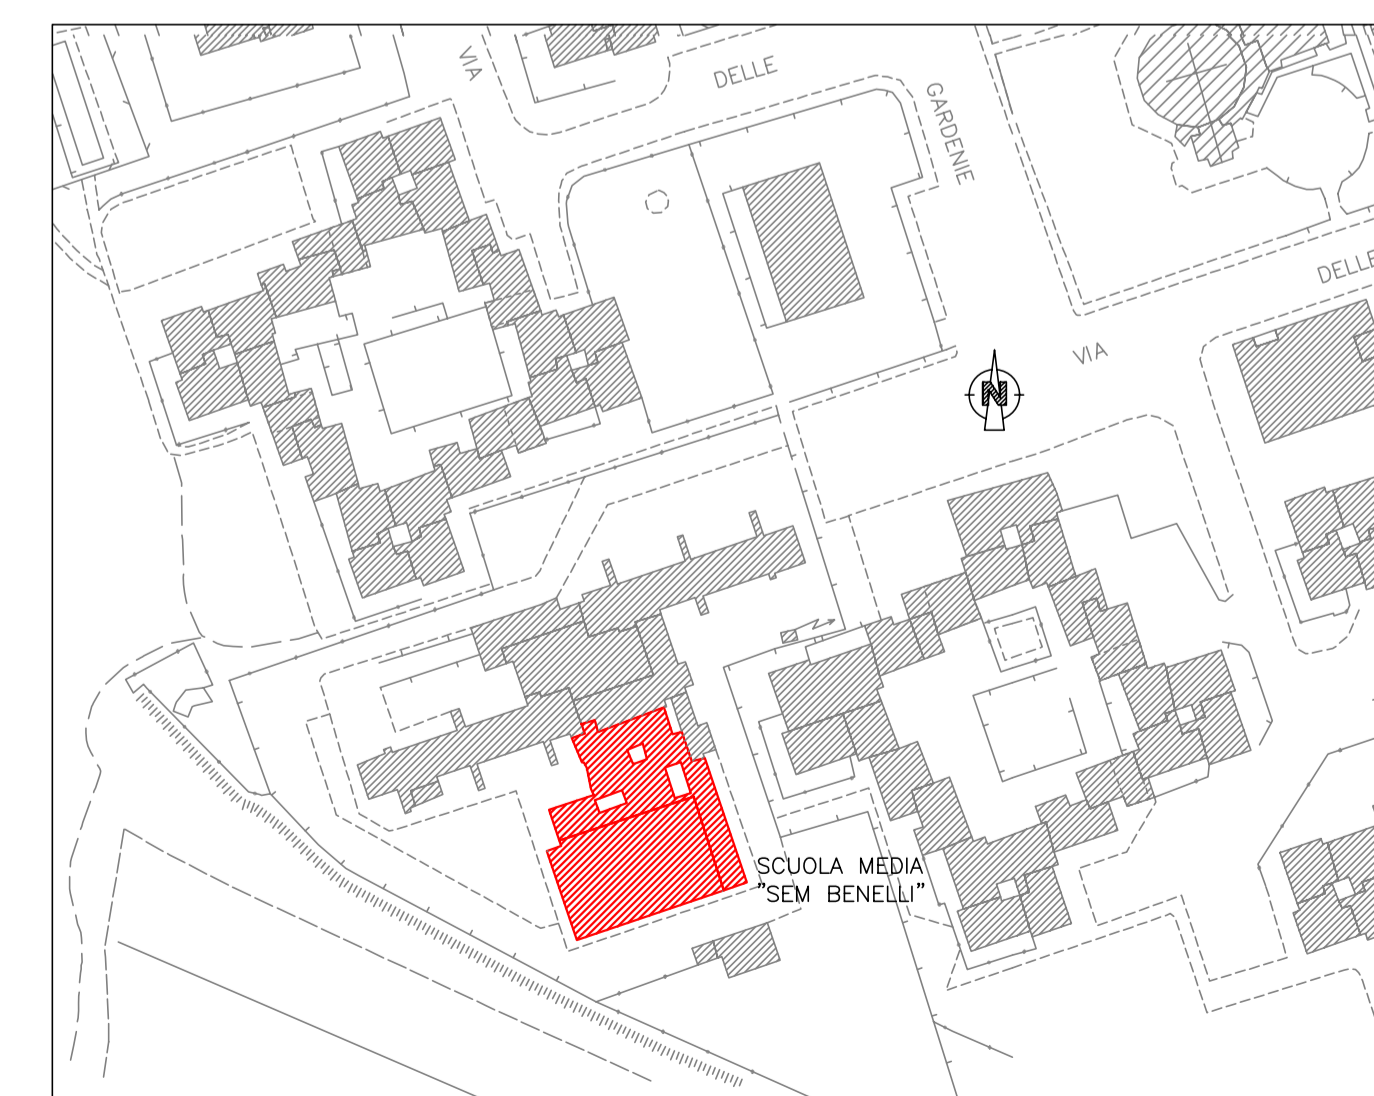 VIA
DELLE
GARDENIE
DELLE
VIA
N
SCUOLA MEDIA
"SEM BENELLI"